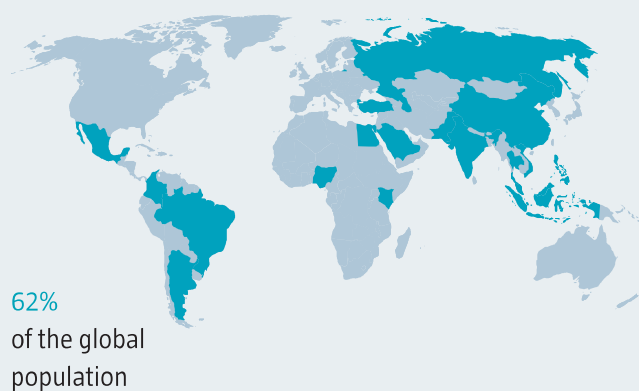 62%
of the global
population